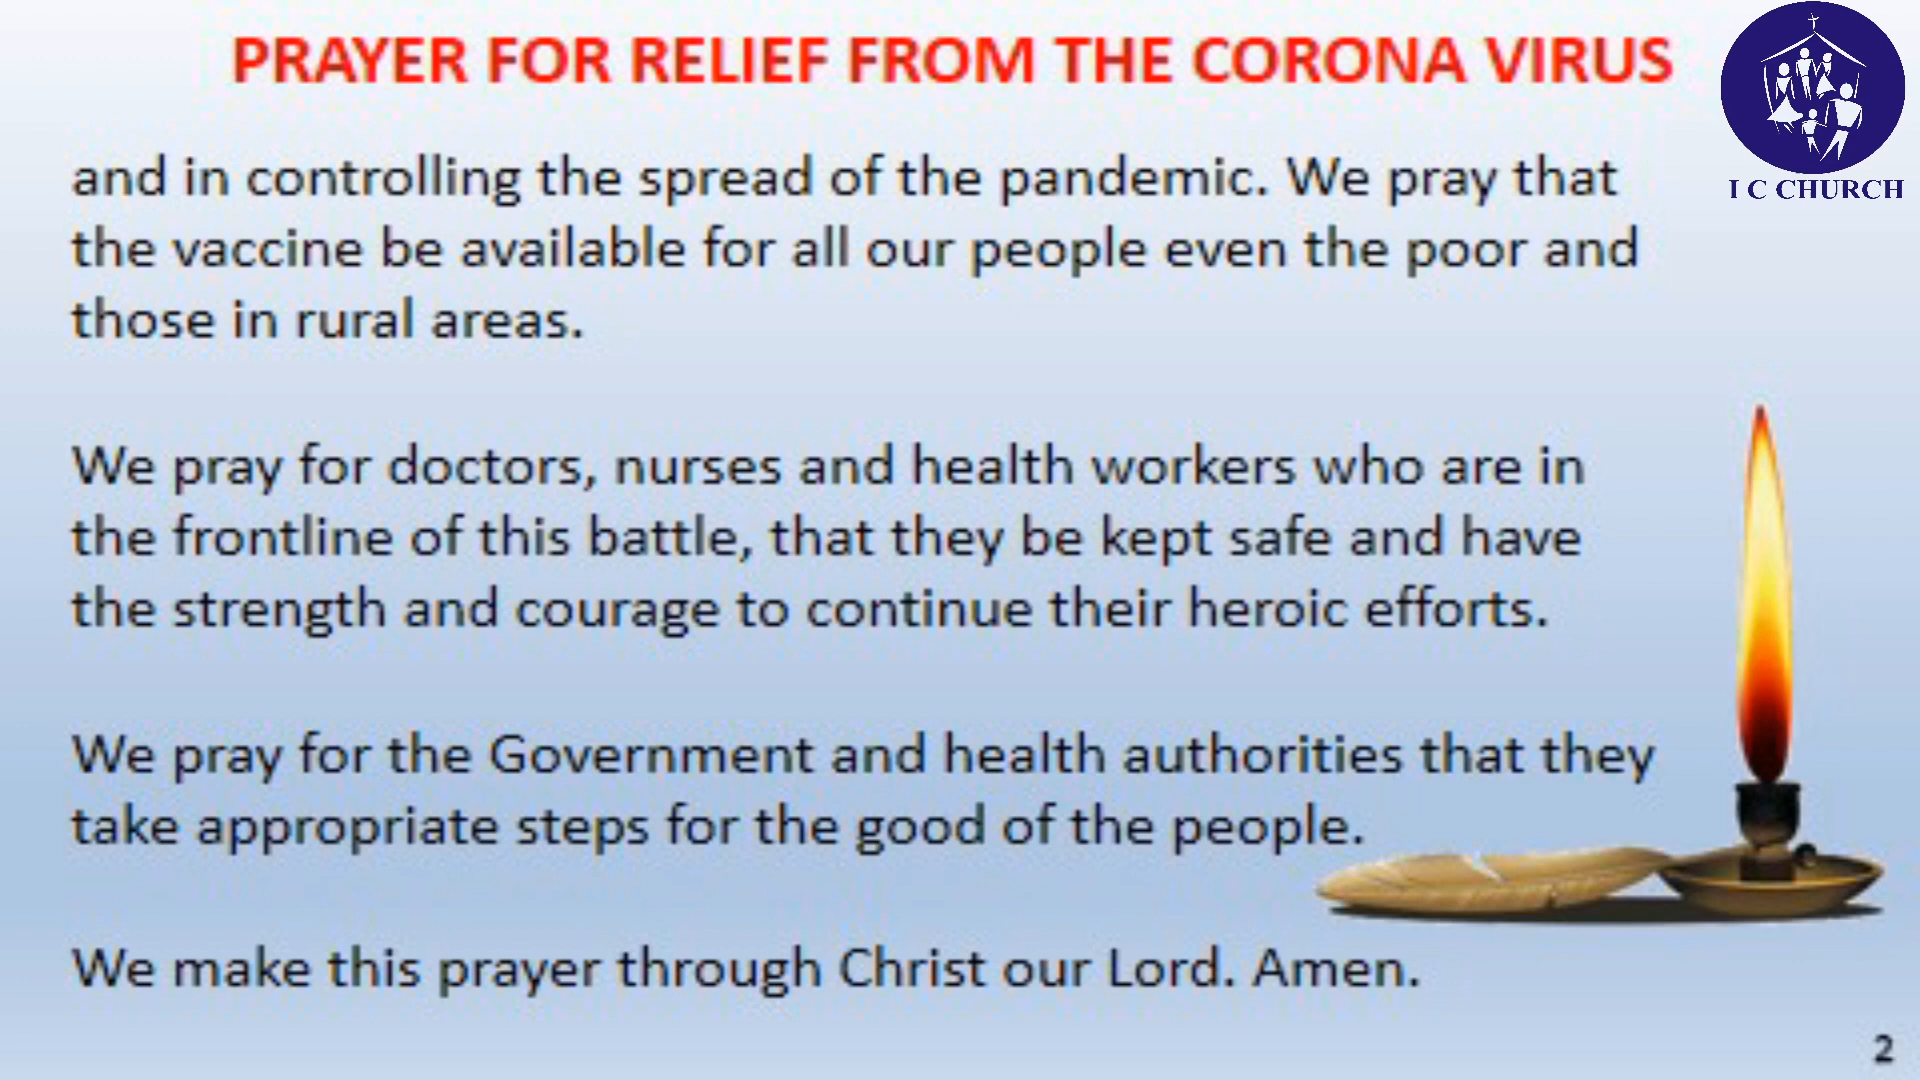 PRAYER FOR RELIEF FROM THE CORONA VIRUS
I C CHURCH
and in controlling the spread of the pandemic. We pray that
the vaccine be available for all our people even the poor and
those in rural areas.
We pray for doctors, nurses and health workers who are in
the frontline of this battle, that they be kept safe and have
the strength and courage to continue their heroic efforts.
We pray for the Government and health authorities that they
take appropriate steps for the good of the people.
We make this prayer through Christ our Lord. Amen.
2